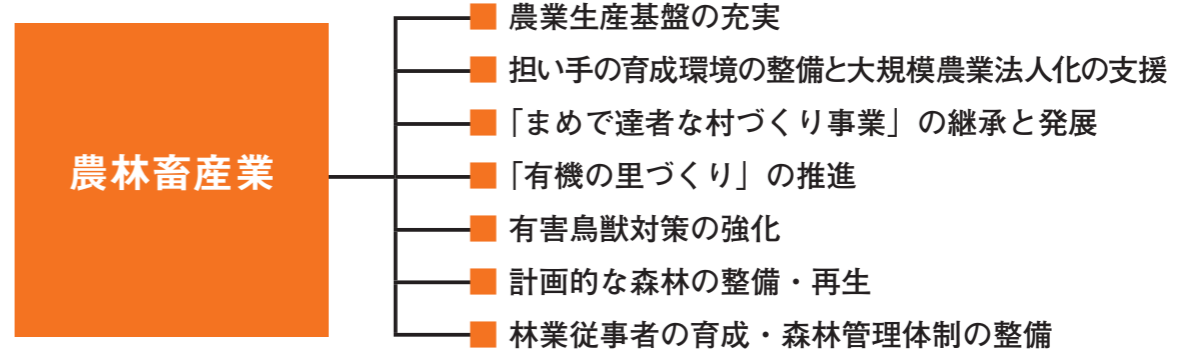 農林畜産業
農業生産基盤の充実
担い手の育成環境の整備と大規模農業法人化の支援
「まめで達者な村づくり事業」の継承と発展
「有機の里づくり」の推進
有害鳥獣対策の強化
計画的な森林の整備・再生
林業従事者の育成・森林管理体制の整備